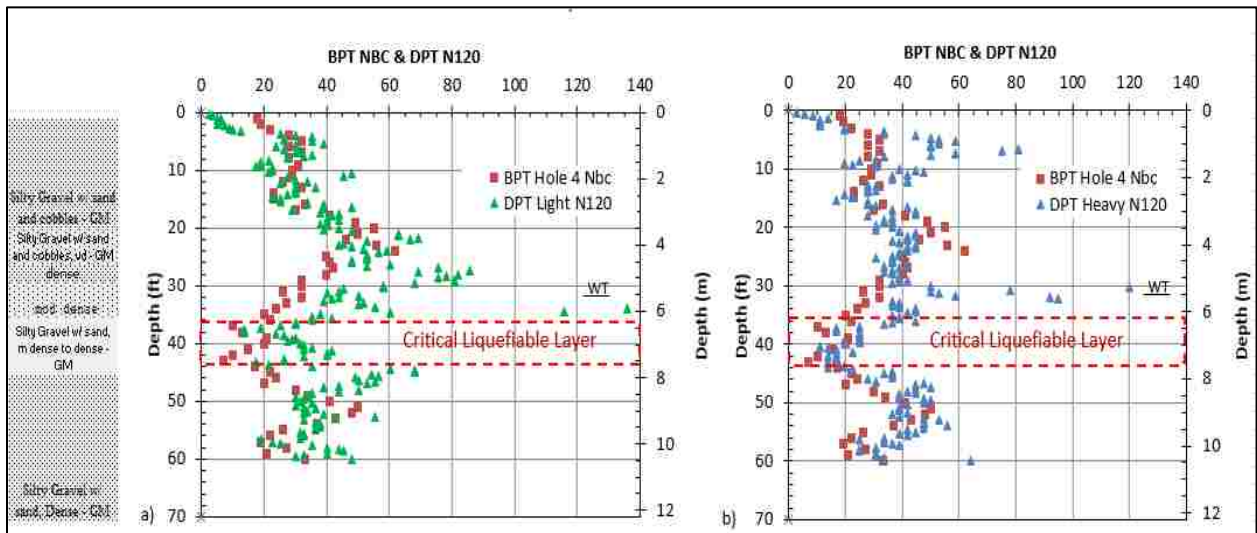 BPT NBC & DPT N120
0 20 40 60 80 100 120 140
0
10
20
30
40
50
60
70
Depth (ft)
0
2
4
6
8
10
12
Depth (m)
BPT Hole 4 Nbc
DPT Light N120
WT
Critical Liquefiable Layer
a)
Silty Gravel w/ sand
and cobbles - GM
Silty Gravel w/ sand
and cobbles, vd - GM
dense
mod dense
Silty Gravel w/ sand,
m dense to dense -
GM
Silty Gravel w/
sand, Dense - GM
BPT NBC & DPT N120
0 20 40 60 80 100 120 140
0
10
20
30
40
50
60
70
Depth (ft)
0
2
4
6
8
10
12
Depth (m)
BPT Hole 4 Nbc
DPT Heavy N120
WT
Critical Liquefiable Layer
b)